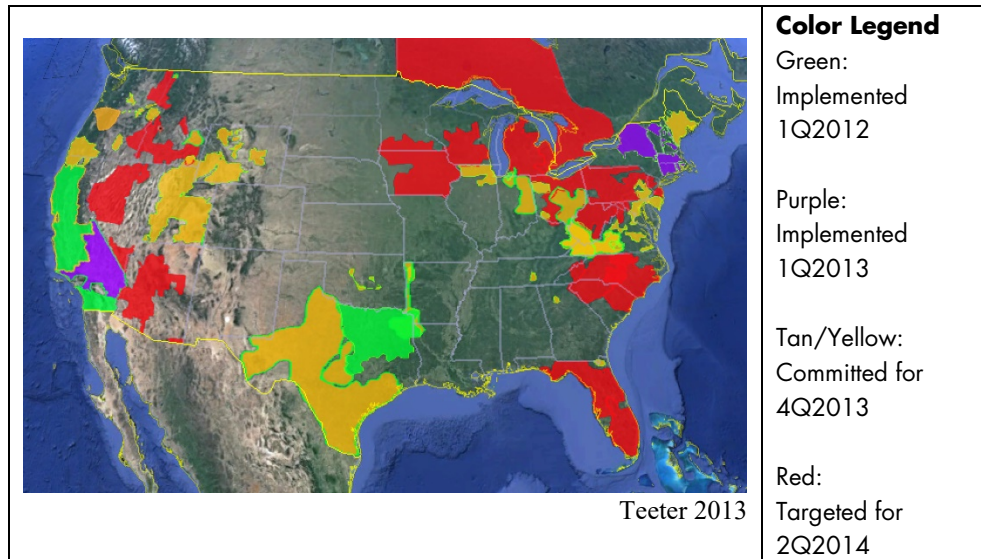 Teeter 2013
Color Legend
Green:
Implemented
1Q2012
Purple:
Implemented
1Q2013
Tan/Yellow:
Committed for
4Q2013
Red:
Targeted for
2Q2014